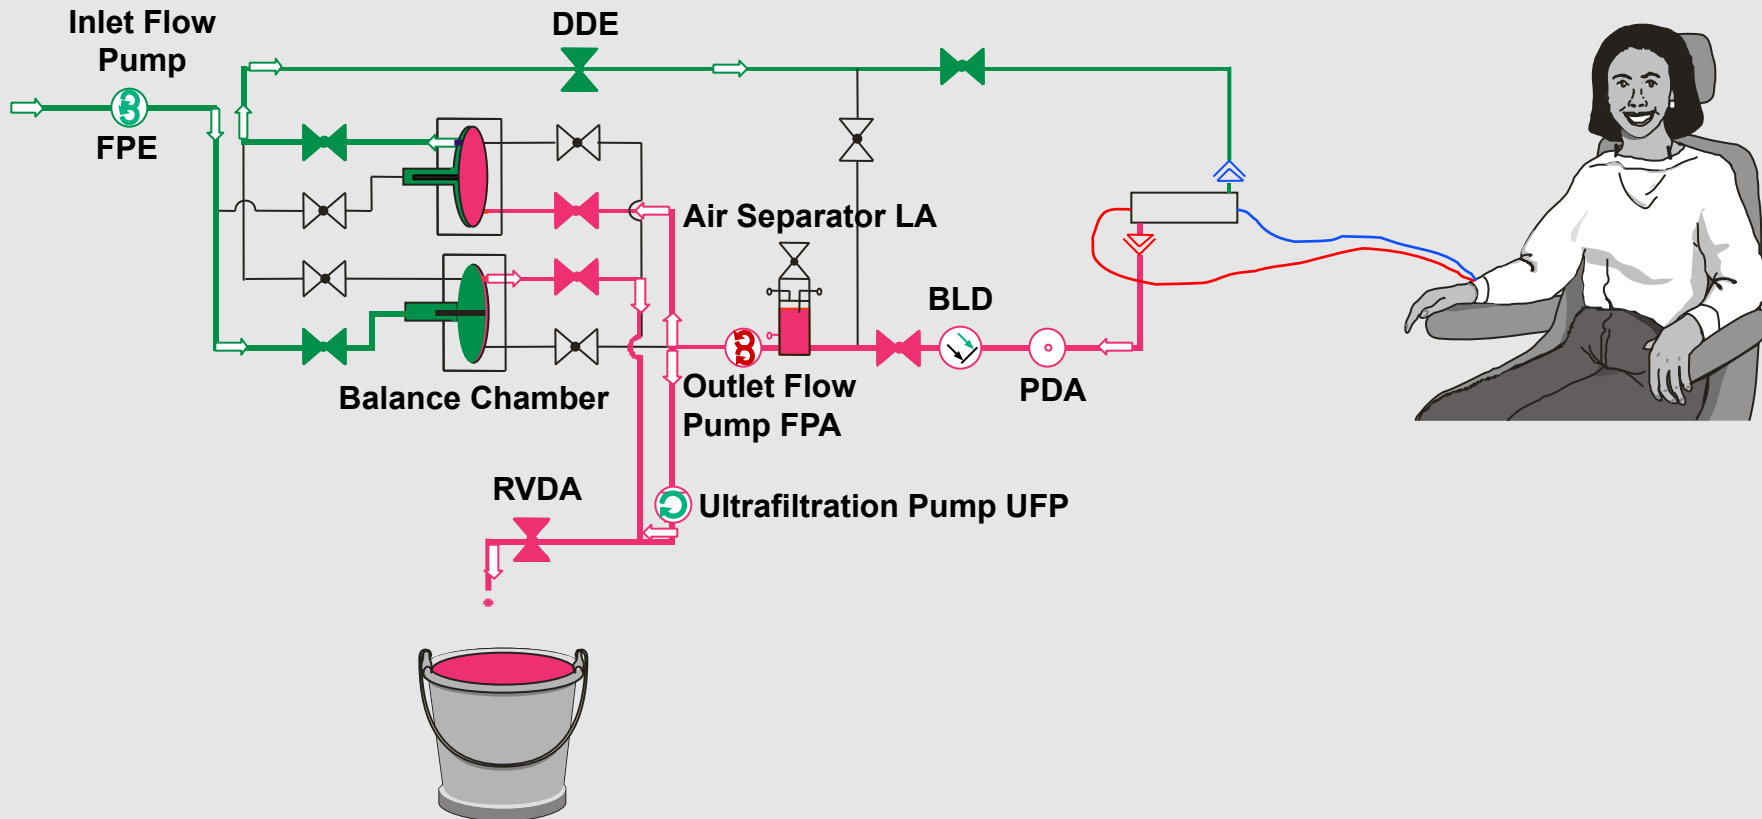 Inlet Flow
Pump
FPE
DDE
Air Separator LA
BLD
PDA
Balance Chamber
Outlet Flow
Pump FPA
RVDA
Ultrafiltration Pump UFP